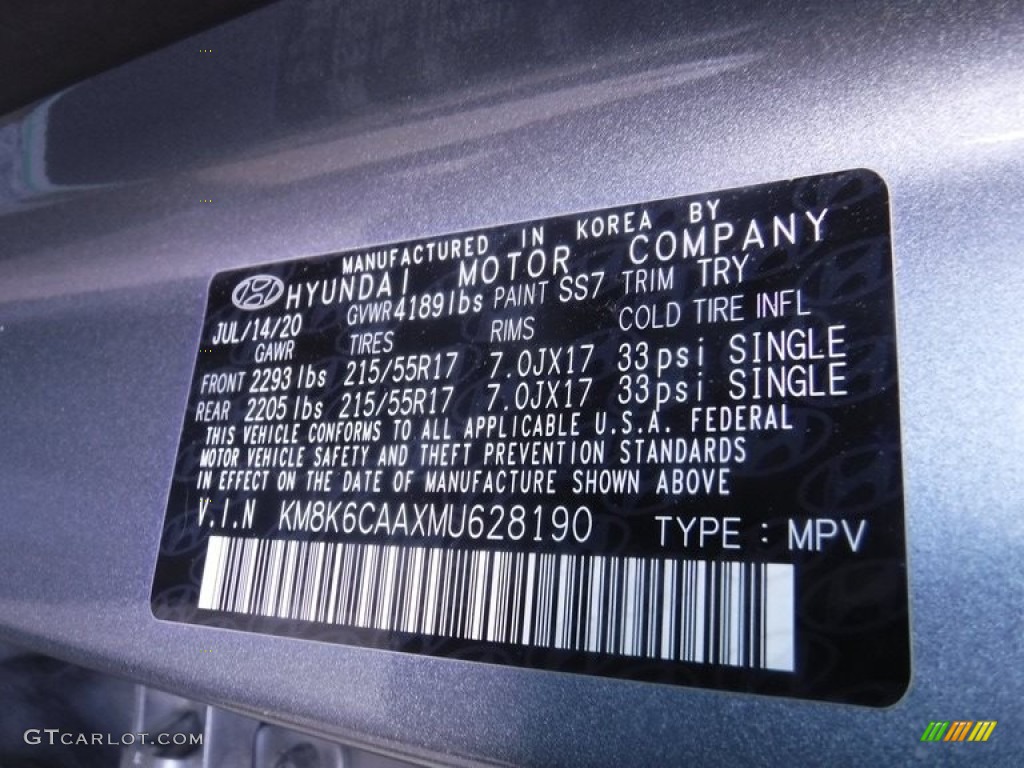 MANUFACTURED IN KOREA BY
HYUNDAI MOTOR COMPANY
JUL/14/20 GVWR 4189lbs PAINT SS7 TRIM TRY
GAWR TIRES RIMS COLD TIRE INFL
FRONT 2293lbs 215/55R17 7.0JX17 33psi SINGLE
REAR 2205lbs 215/55R17 7.0JX17 33psi SINGLE
THIS VEHICLE CONFORMS TO ALL APPLICABLE U.S.A. FEDERAL
MOTOR VEHICLE SAFETY AND THEFT PREVENTION STANDARDS
IN EFFECT ON THE DATE OF MANUFACTURE SHOWN ABOVE
V.I.N KM8K6CAAXMU628190 TYPE : MPV
GTCARLOT.COM